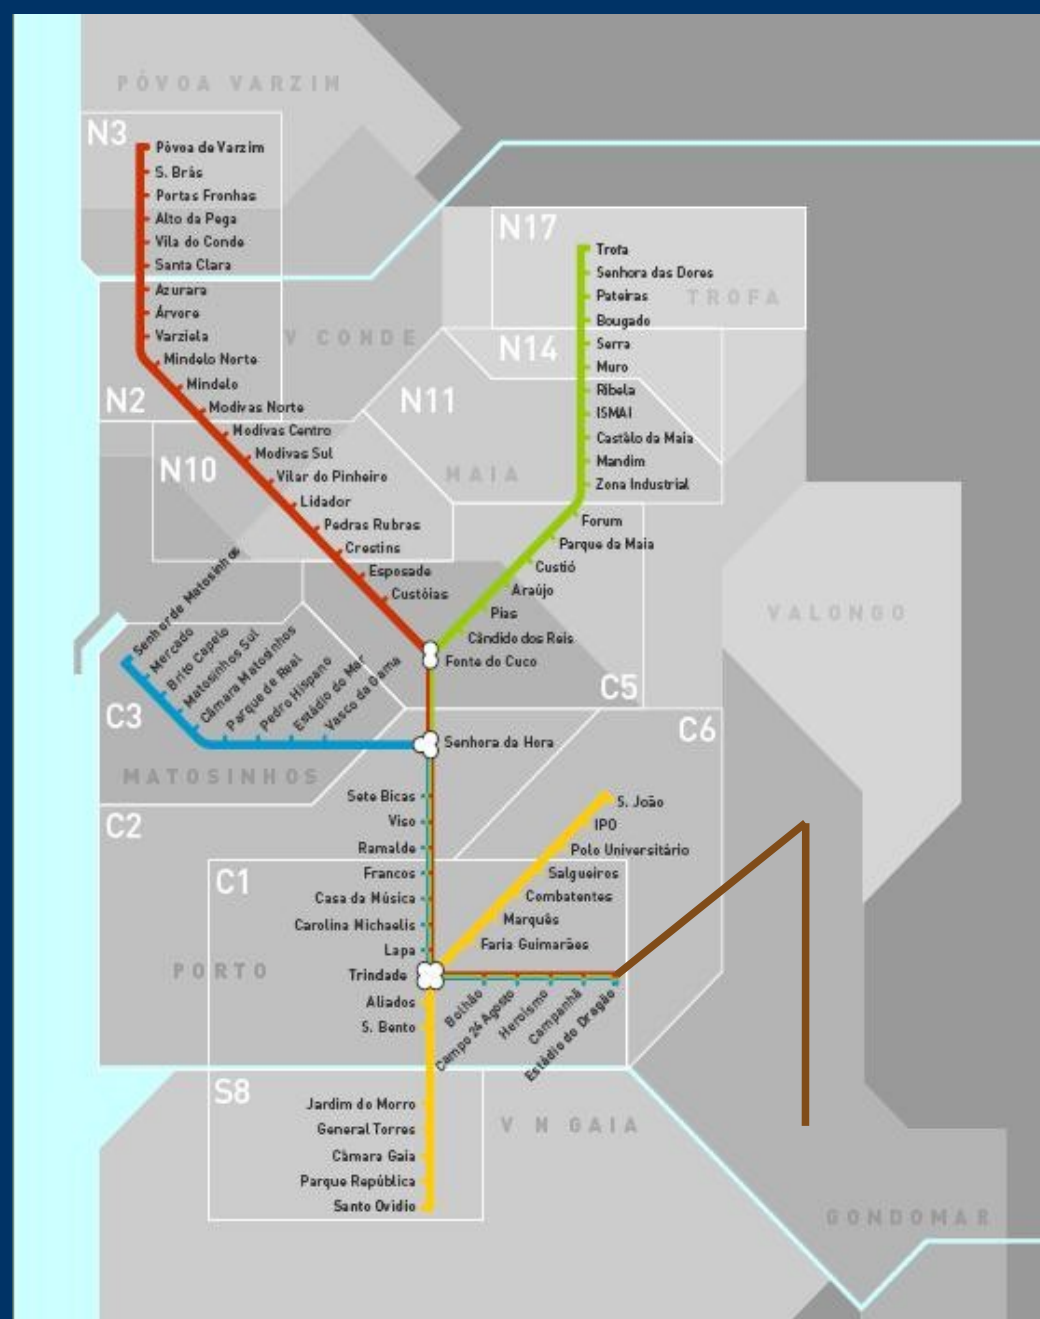 PÓVOA VARZIM
N3
Póvoa de Varzim
S. Brás
Portas Fronhas
Alto da Pega
Vila do Conde
Santa Clara
Azurara
Árvore
Varziela
Mindelo Norte
Mindelo
Modivas Norte
Modivas Centro
Modivas Sul
Vilar do Pinheiro
Lidador
Pedras Rubras
Crestins
Esposade
Custóias
V CONDE
N2
N10
N17
Trofa
Senhora das Dores
Pateiras
Bougado
Serra
Muro
Ribela
ISMAI
Castêlo da Maia
Mandim
Zona Industrial
Forum
Parque da Maia
Custió
Araújo
Pias
Cândido dos Reis
Fonte do Cuco
TROFA
N14
N11
MAIA
VALONGO
C5
C6
Senhor de Matosinhos
Mercado
Brito Capelo
Matosinhos Sul
Câmara Matosinhos
Parque de Real
Pedro Hispano
Estádio do Mar
Vasco da Gama
C3
MATOSINHOS
Senhora da Hora
C2
Sete Bicas
Viso
Ramalde
Francos
Casa da Música
Carolina Michaelis
Lapa
Trindade
Aliados
S. Bento
C1
PORTO
S. João
IPO
Polo Universitário
Salgueiros
Combatentes
Marquês
Faria Guimarães
Bolhão
Campo 24 Agosto
Heroísmo
Campanhã
Estádio do Dragão
S8
Jardim do Morro
General Torres
Câmara Gaia
Parque República
Santo Ovídio
V N GAIA
GONDOMAR